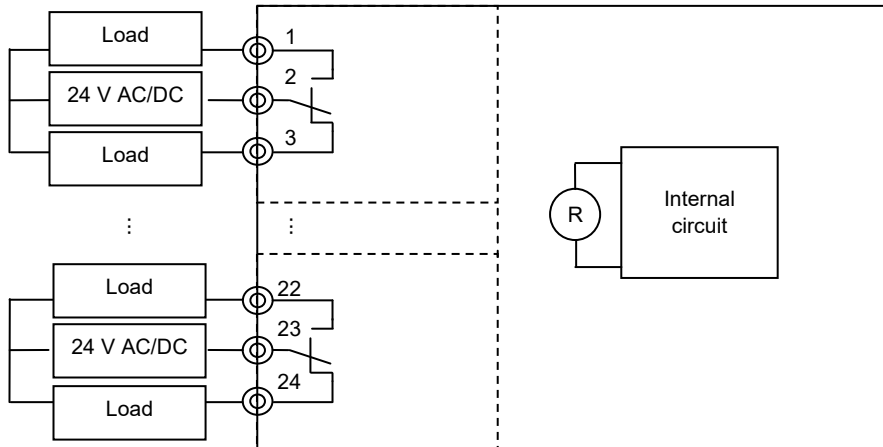 Load
1
24 V AC/DC
2
Load
3
⋮
⋮
R
Internal
circuit
Load
22
24 V AC/DC
23
Load
24